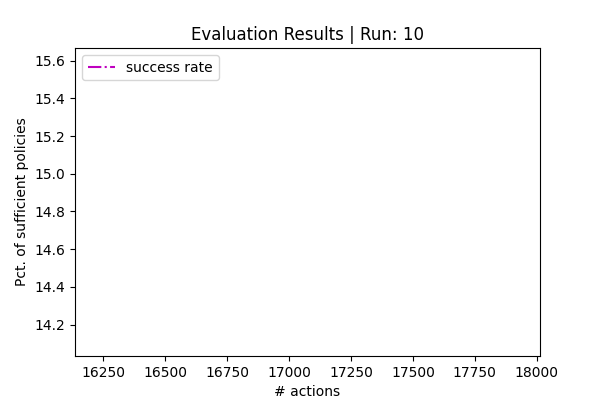 Evaluation Results | Run: 10
success rate
Pct. of sufficient policies
15.6
15.4
15.2
15.0
14.8
14.6
14.4
14.2
16250 16500 16750 17000 17250 17500 17750 18000
# actions